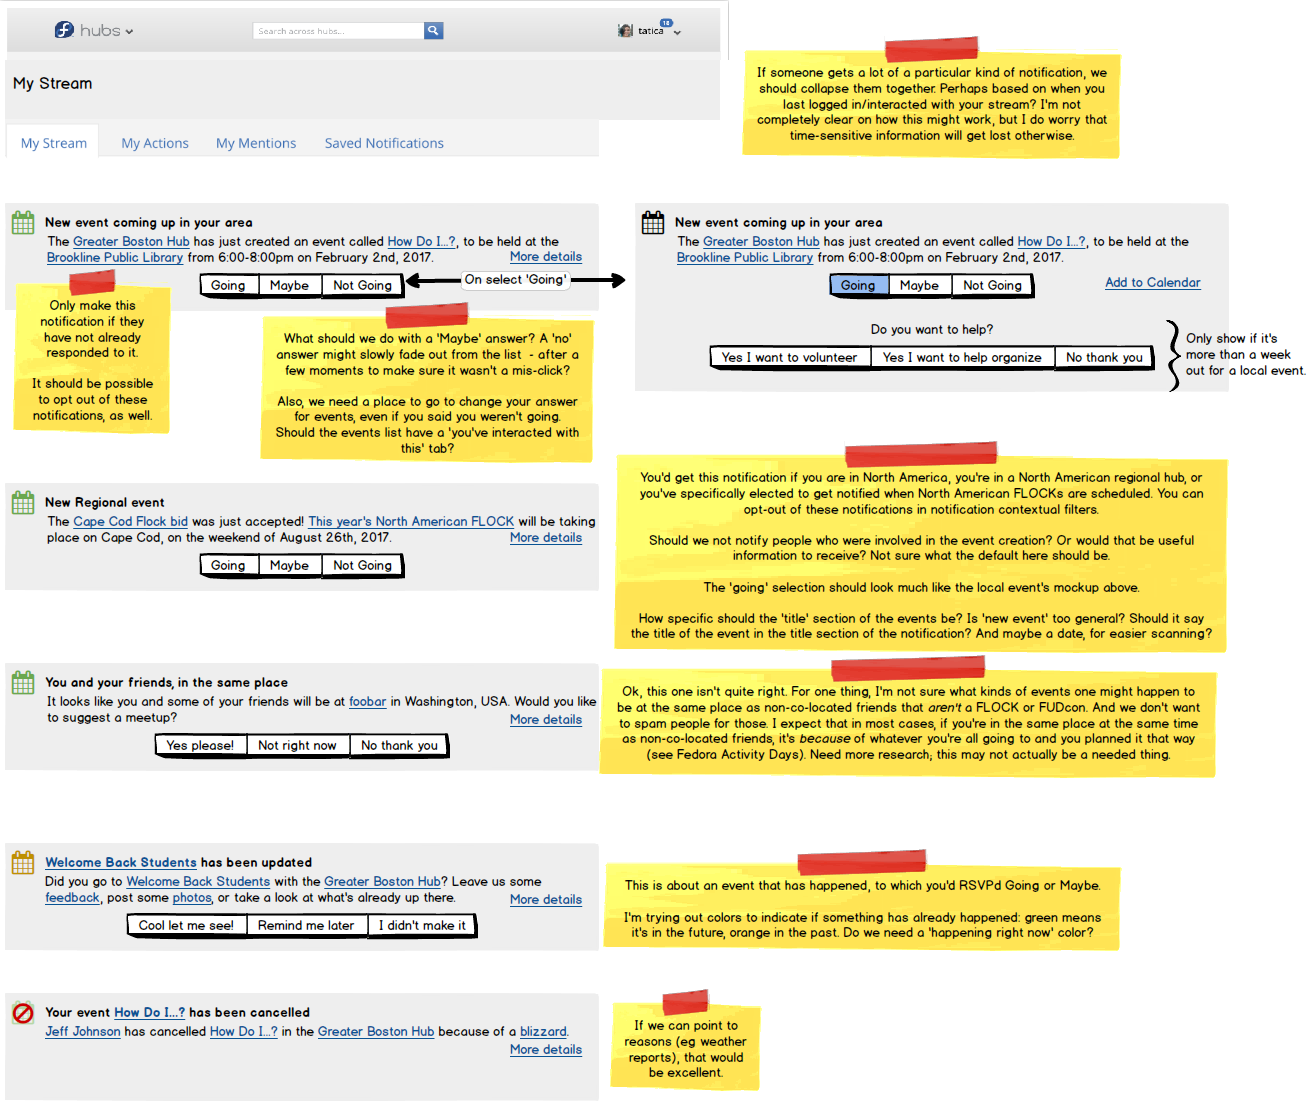 hubs
Search across hubs...
tatica
18
My Stream
My Stream
My Actions
My Mentions
Saved Notifications
If someone gets a lot of a particular kind of notification, we
should collapse them together. Perhaps based on when you
last logged in/interacted with your stream? I'm not
completely clear on how this might work, but I do worry that
time-sensitive information will get lost otherwise.
New event coming up in your area
The Greater Boston Hub has just created an event called How Do I...?, to be held at the
Brookline Public Library from 6:00-8:00pm on February 2nd, 2017.
More details
Going
Maybe
Not Going
On select 'Going'
New event coming up in your area
The Greater Boston Hub has just created an event called How Do I...?, to be held at the
Brookline Public Library from 6:00-8:00pm on February 2nd, 2017.
Going
Maybe
Not Going
Add to Calendar
Do you want to help?
Yes I want to volunteer
Yes I want to help organize
No thank you
Only show if it's
more than a week
out for a local event.
Only make this
notification if they
have not already
responded to it.
It should be possible
to opt out of these
notifications, as well.
What should we do with a 'Maybe' answer? A 'no'
answer might slowly fade out from the list - after a
few moments to make sure it wasn't a mis-click?
Also, we need a place to go to change your answer
for events, even if you said you weren't going.
Should the events list have a 'you've interacted with
this' tab?
New Regional event
The Cape Cod Flock bid was just accepted! This year's North American FLOCK will be taking
place on Cape Cod, on the weekend of August 26th, 2017.
More details
Going
Maybe
Not Going
You'd get this notification if you are in North America, you're in a North American regional hub, or
you've specifically elected to get notified when North American FLOCKs are scheduled. You can
opt-out of these notifications in notification contextual filters.
Should we not notify people who were involved in the event creation? Or would that be useful
information to receive? Not sure what the default here should be.
The 'going' selection should look much like the local event's mockup above.
How specific should the 'title' section of the events be? Is 'new event' too general? Should it say
the title of the event in the title section of the notification? And maybe a date, for easier scanning?
You and your friends, in the same place
It looks like you and some of your friends will be at foobar in Washington, USA. Would you like
to suggest a meetup?
More details
Yes please!
Not right now
No thank you
Ok, this one isn't quite right. For one thing, I'm not sure what kinds of events one might happen to
be at the same place as non-co-located friends that aren't a FLOCK or FUDcon. And we don't want
to spam people for those. I expect that in most cases, if you're in the same place at the same time
as non-co-located friends, it's because of whatever you're all going to and you planned it that way
(see Fedora Activity Days). Need more research; this may not actually be a needed thing.
Welcome Back Students has been updated
Did you go to Welcome Back Students with the Greater Boston Hub? Leave us some
feedback, post some photos, or take a look at what's already up there.
More details
Cool let me see!
Remind me later
I didn't make it
This is about an event that has happened, to which you'd RSVPd Going or Maybe.
I'm trying out colors to indicate if something has already happened: green means
it's in the future, orange in the past. Do we need a 'happening right now' color?
Your event How Do I...? has been cancelled
Jeff Johnson has cancelled How Do I...? in the Greater Boston Hub because of a blizzard.
More details
If we can point to
reasons (eg weather
reports), that would
be excellent.